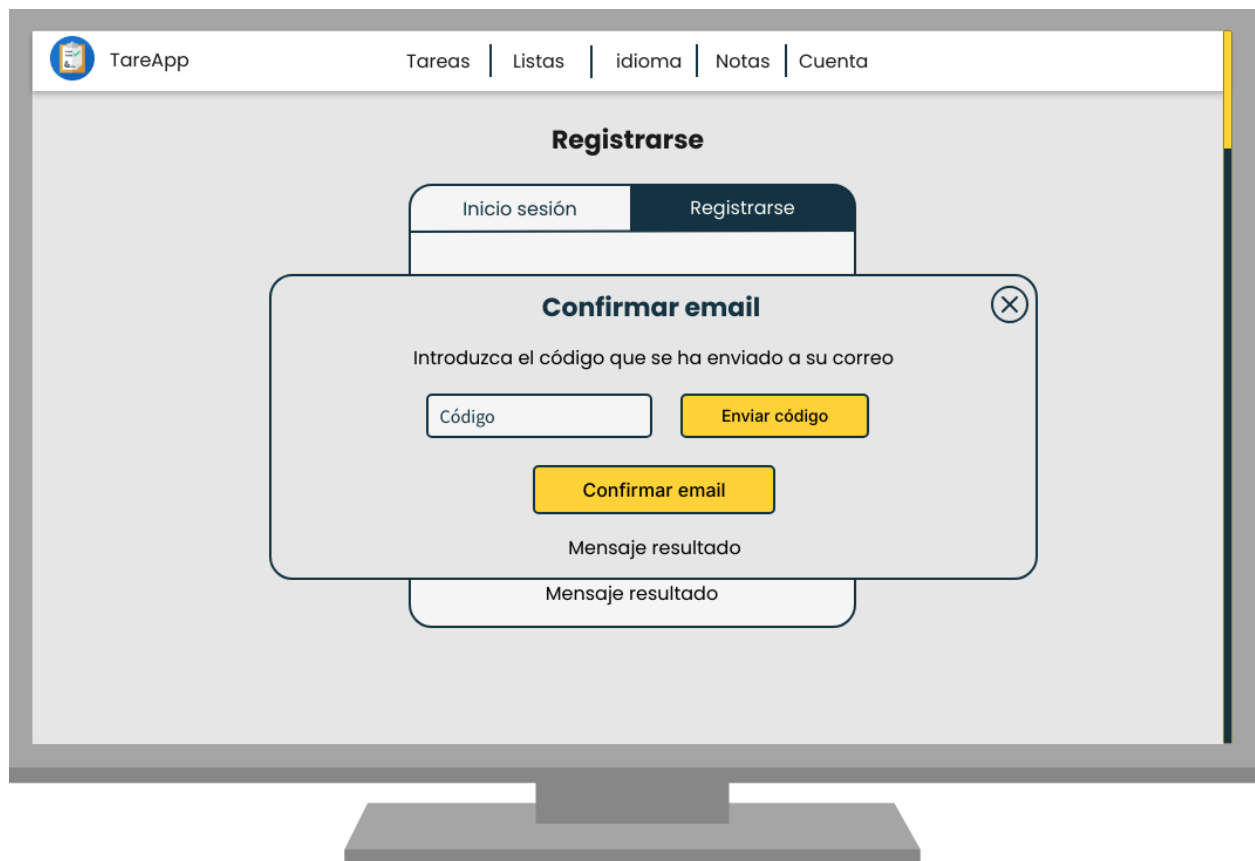 TareApp
Tareas Listas idioma Notas Cuenta
Registrarse
Inicio sesión Registrarse
Confirmar email
Introduzca el código que se ha enviado a su correo
Código Enviar código
Confirmar email
Mensaje resultado
Mensaje resultado